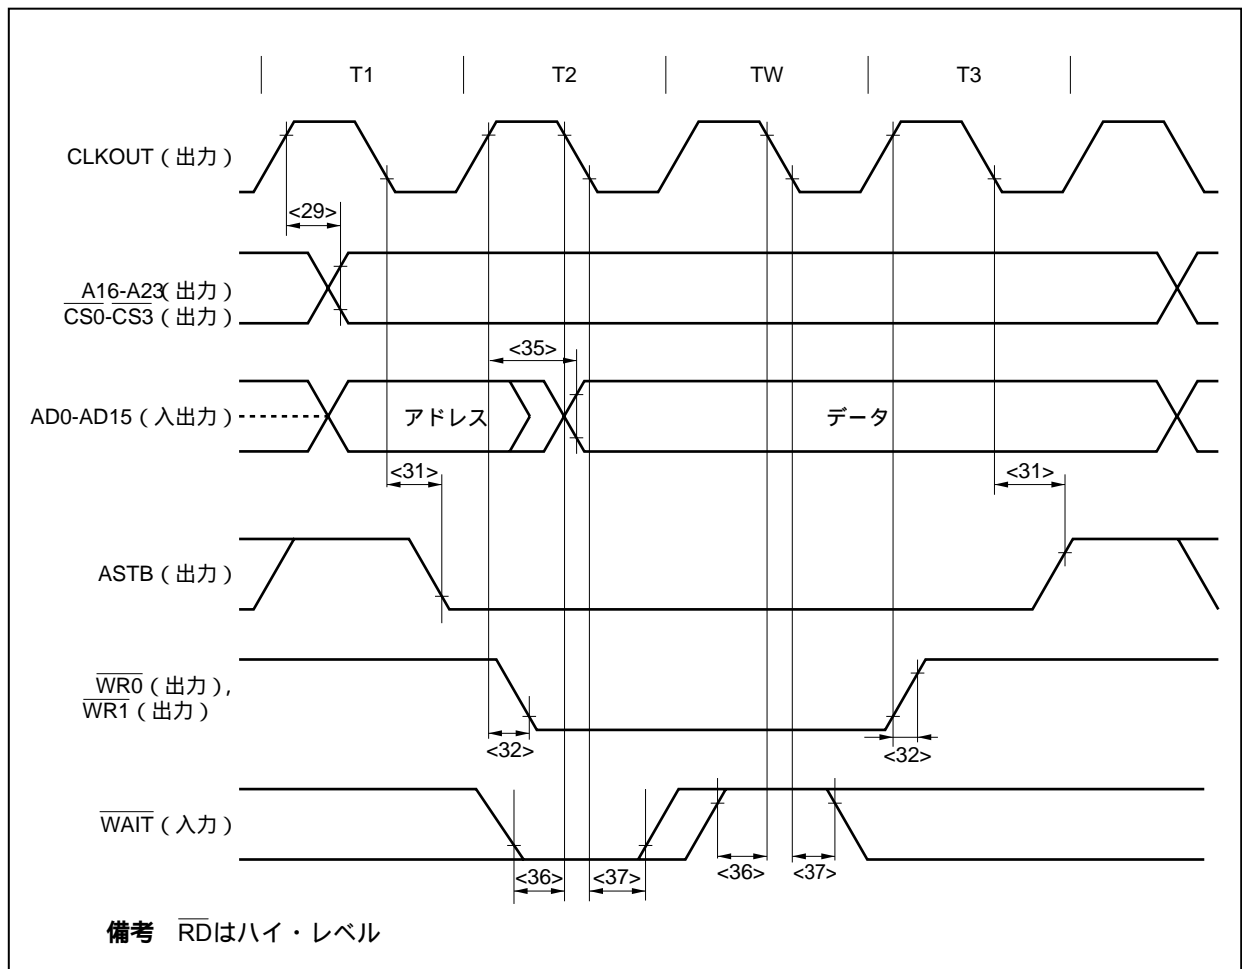 T1 T2 TW T3
CLKOUT（出力）
<29>
A16-A23（出力）
CS0-CS3（出力）
<35>
AD0-AD15（入出力） アドレス データ
<31> <31>
ASTB（出力）
WR0（出力）,
WR1（出力）
<32> <32>
WAIT（入力）
<36> <37> <36> <37>
備考 RDはハイ・レベル